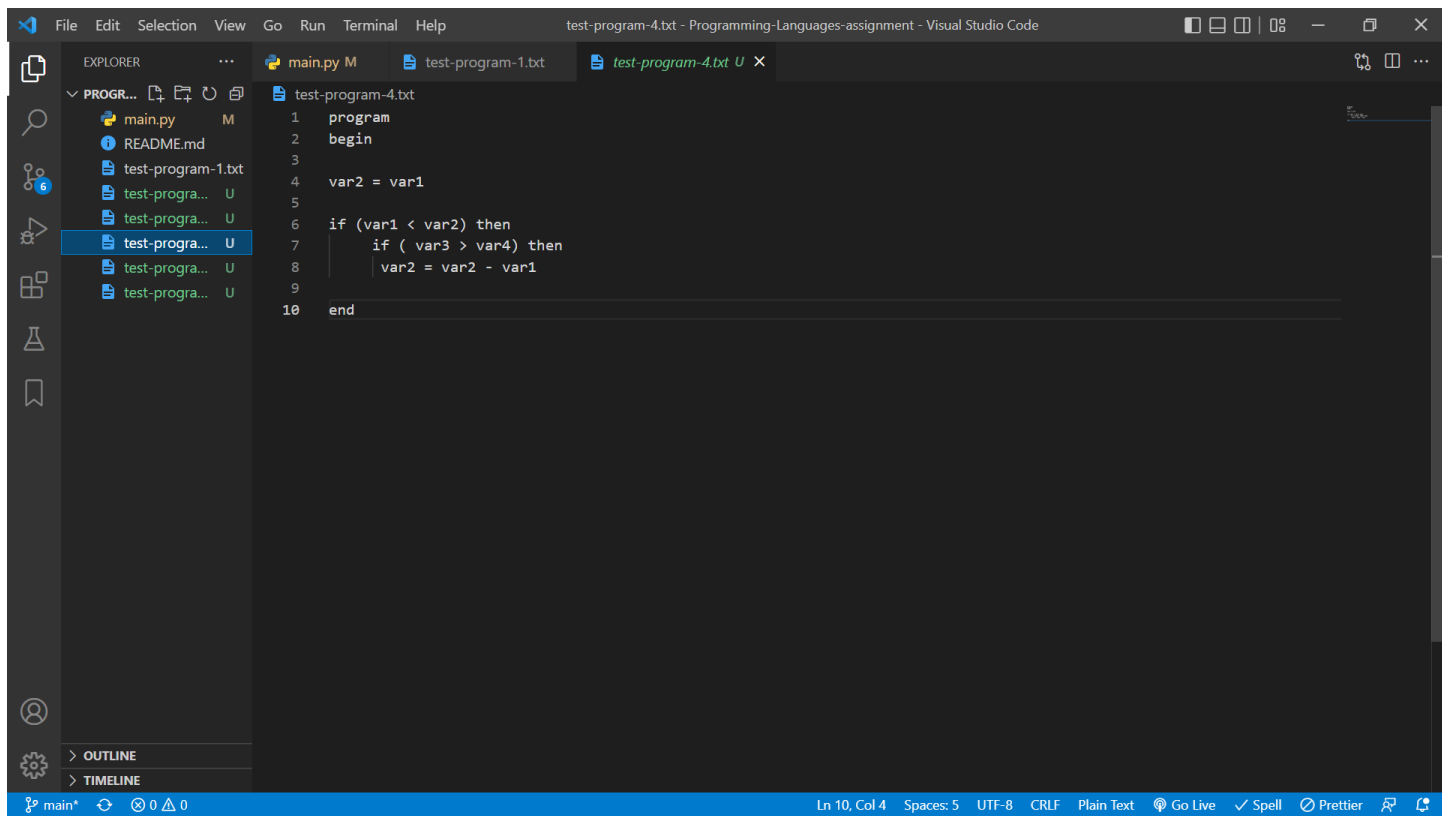 File Edit Selection View Go Run Terminal Help test-program-4.txt - Programming-Languages-assignment - Visual Studio Code
EXPLORER ...
main.py M test-program-1.txt test-program-4.txt U
PROGR...
main.py M
README.md
test-program-1.txt
test-progra... U
test-progra... U
test-progra... U
test-progra... U
test-progra... U
6
OUTLINE
TIMELINE
test-program-4.txt
1 program
2 begin
3
4 var2 = var1
5
6 if (var1 < var2) then
7 if ( var3 > var4) then
8 var2 = var2 - var1
9
10 end
main* 0 0 Ln 10, Col 4 Spaces: 5 UTF-8 CRLF Plain Text Go Live Spell Prettier